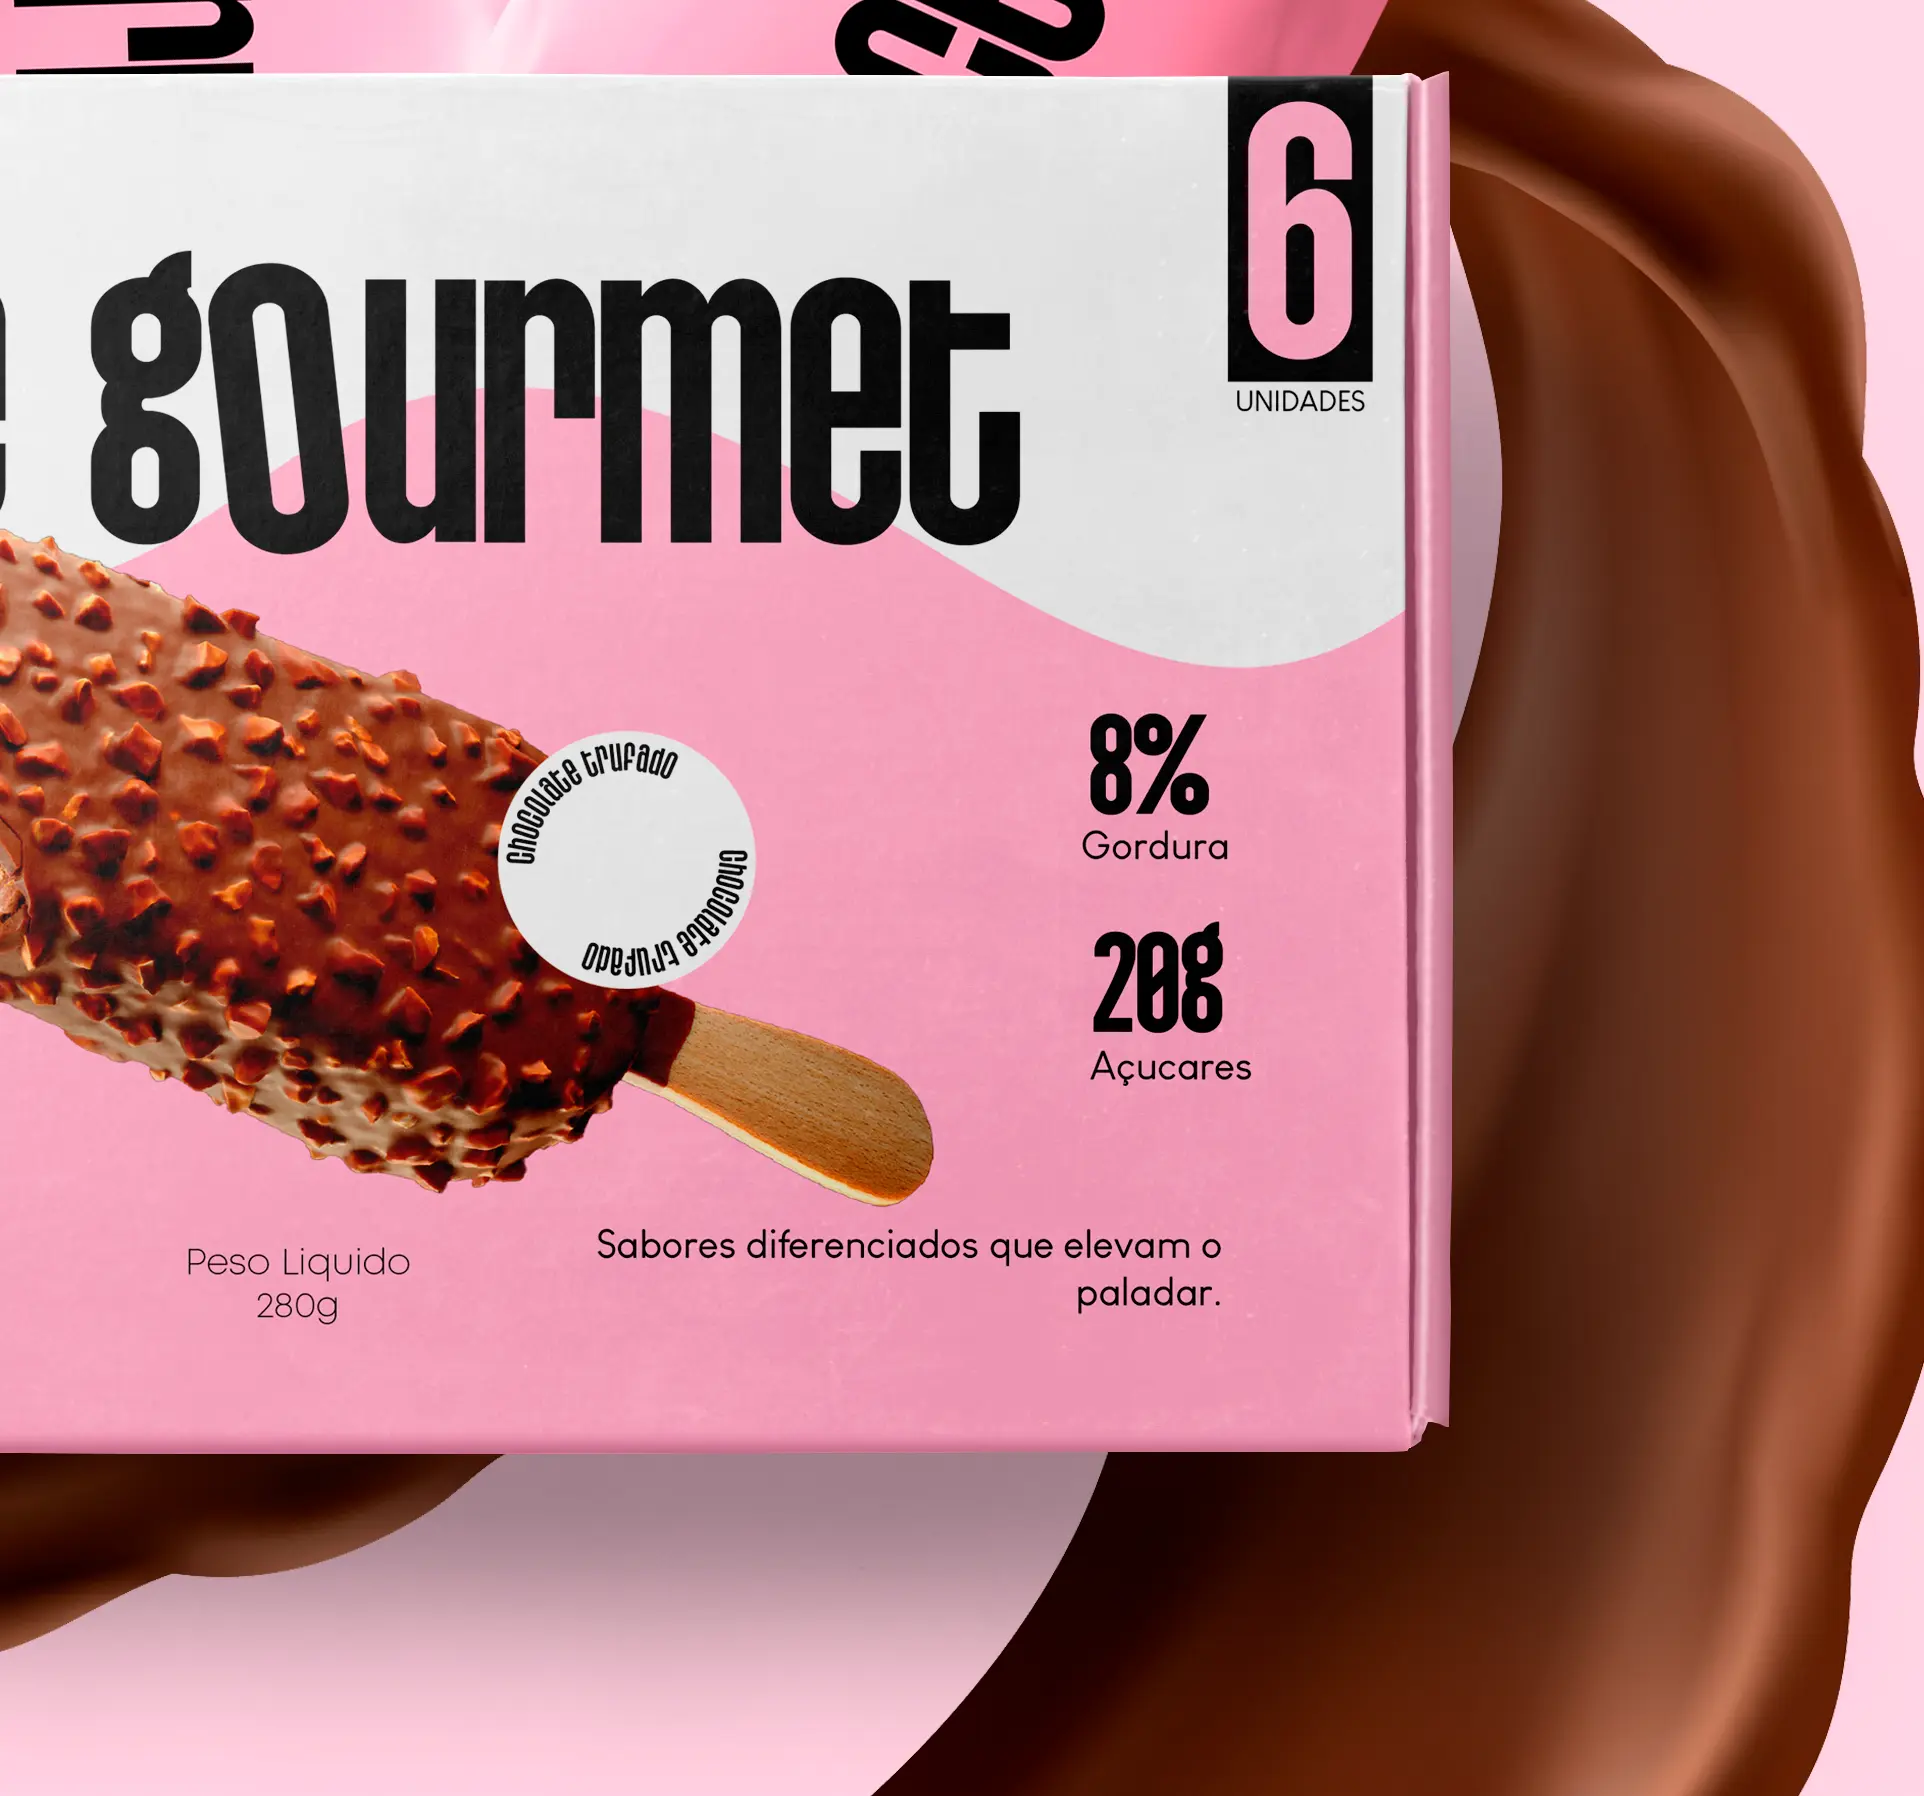 gourmet
6
UNIDADES
8%
Gordura
20g
Açucares
chocolate trufado
chocolate trufado
Peso Liquido
280g
Sabores diferenciados que elevam o
paladar.